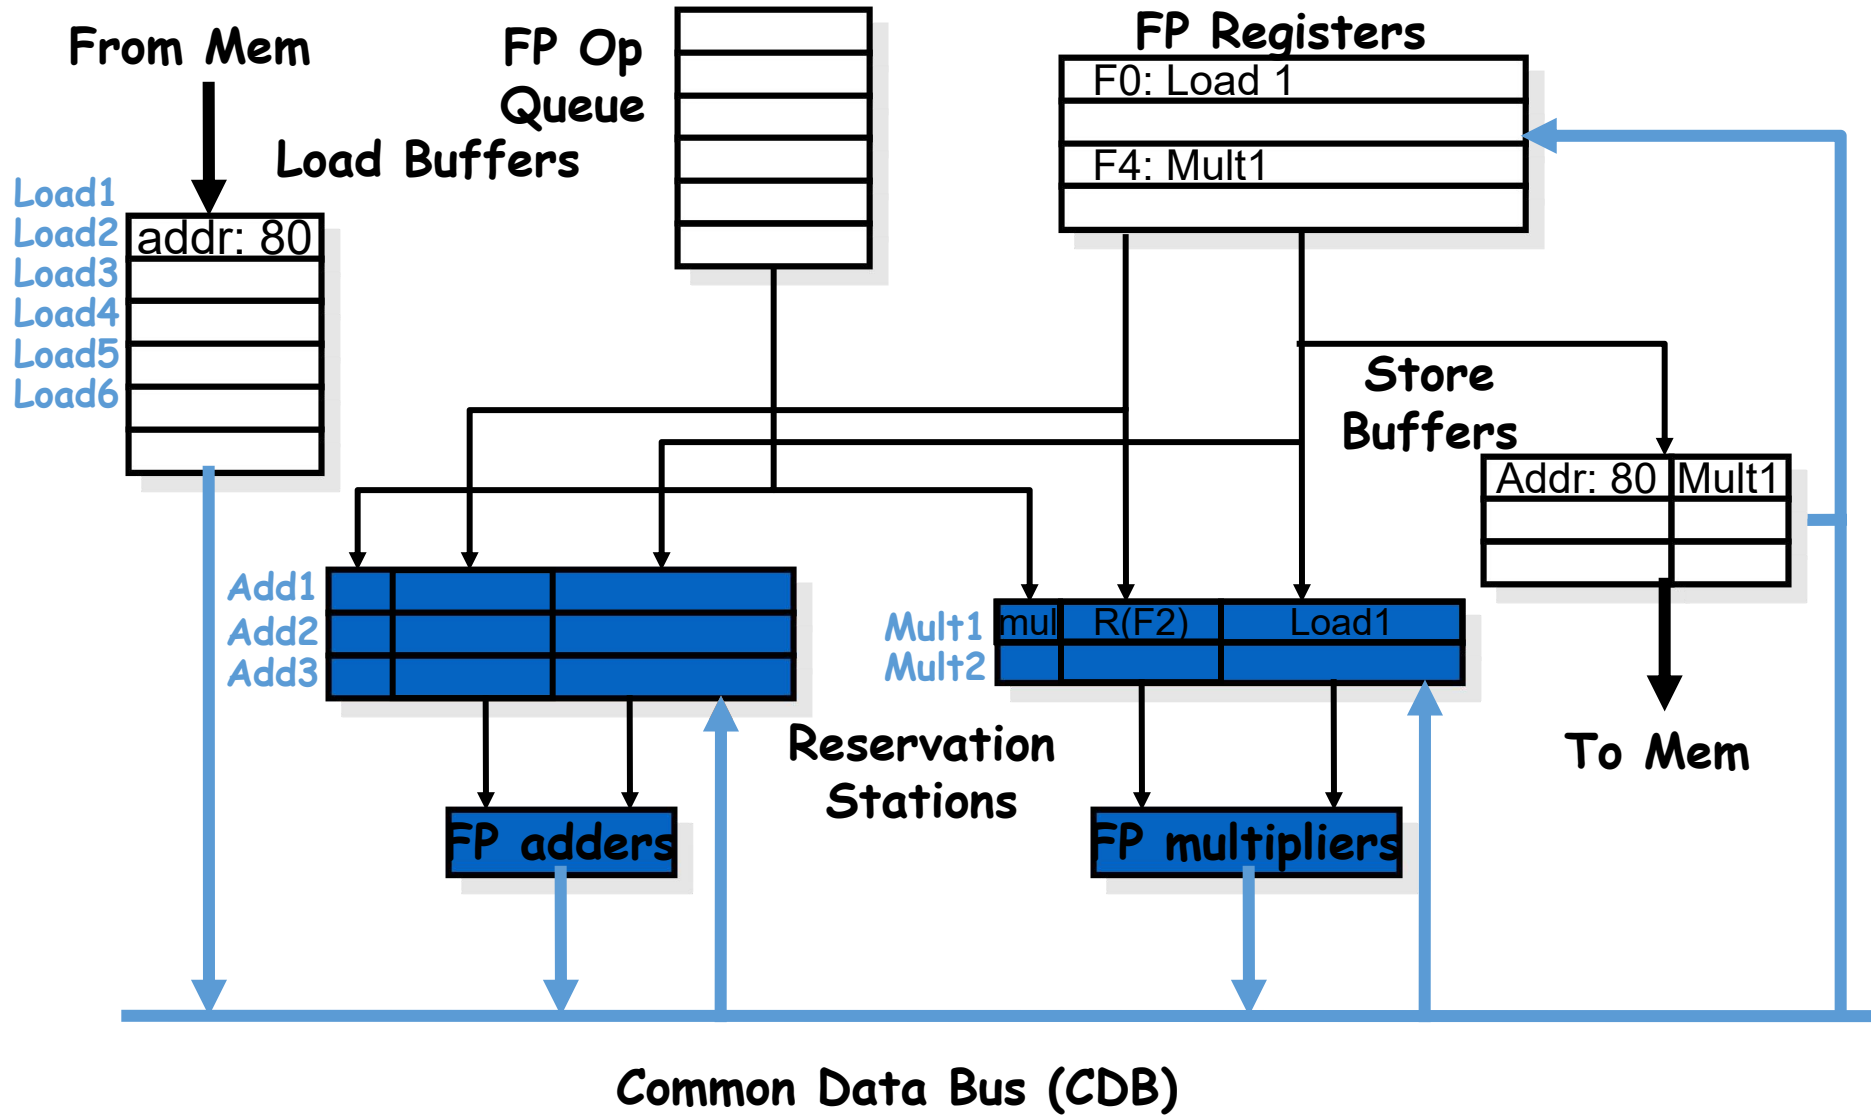 From Mem
FP Op
Queue
FP Registers
F0: Load 1
F4: Mult1
Load Buffers
Load1
Load2
Load3
Load4
Load5
Load6
addr: 80
Store
Buffers
Addr: 80 Mult1
Add1
Add2
Add3
Mult1
Mult2
mul R(F2) Load1
Reservation
Stations
To Mem
FP adders
FP multipliers
Common Data Bus (CDB)